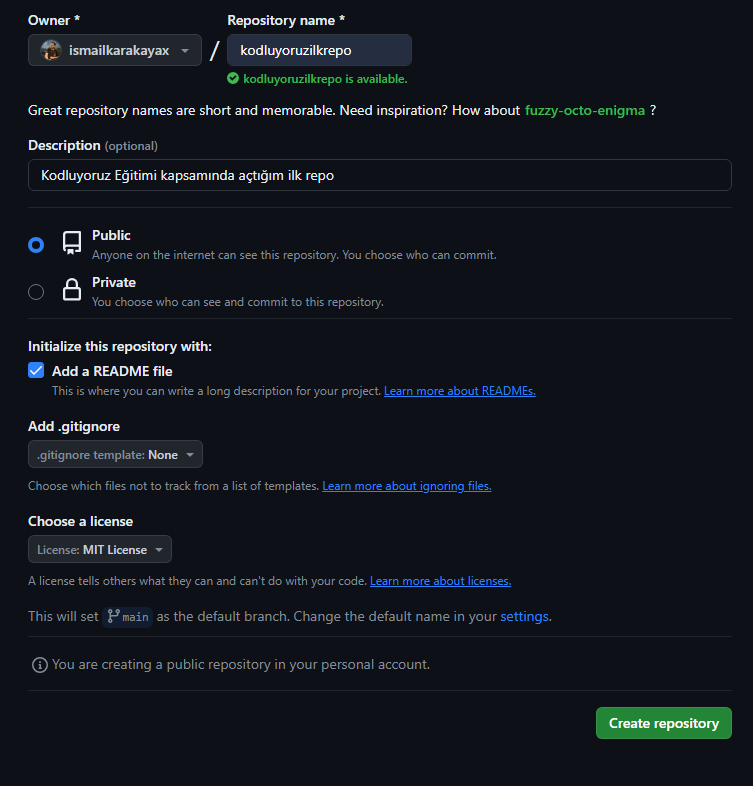 Owner * Repository name *
ismailkarakayax / kodluyoruzilkrepo
kodluyoruzilkrepo is available.
Great repository names are short and memorable. Need inspiration? How about fuzzy-octo-enigma ?
Description (optional)
Kodluyoruz Eğitimi kapsamında açtığım ilk repo
Public
Anyone on the internet can see this repository. You choose who can commit.
Private
You choose who can see and commit to this repository.
Initialize this repository with:
Add a README file
This is where you can write a long description for your project. Learn more about READMEs.
Add .gitignore
.gitignore template: None
Choose which files not to track from a list of templates. Learn more about ignoring files.
Choose a license
License: MIT License
A license tells others what they can and can't do with your code. Learn more about licenses.
This will set main as the default branch. Change the default name in your settings.
You are creating a public repository in your personal account.
Create repository